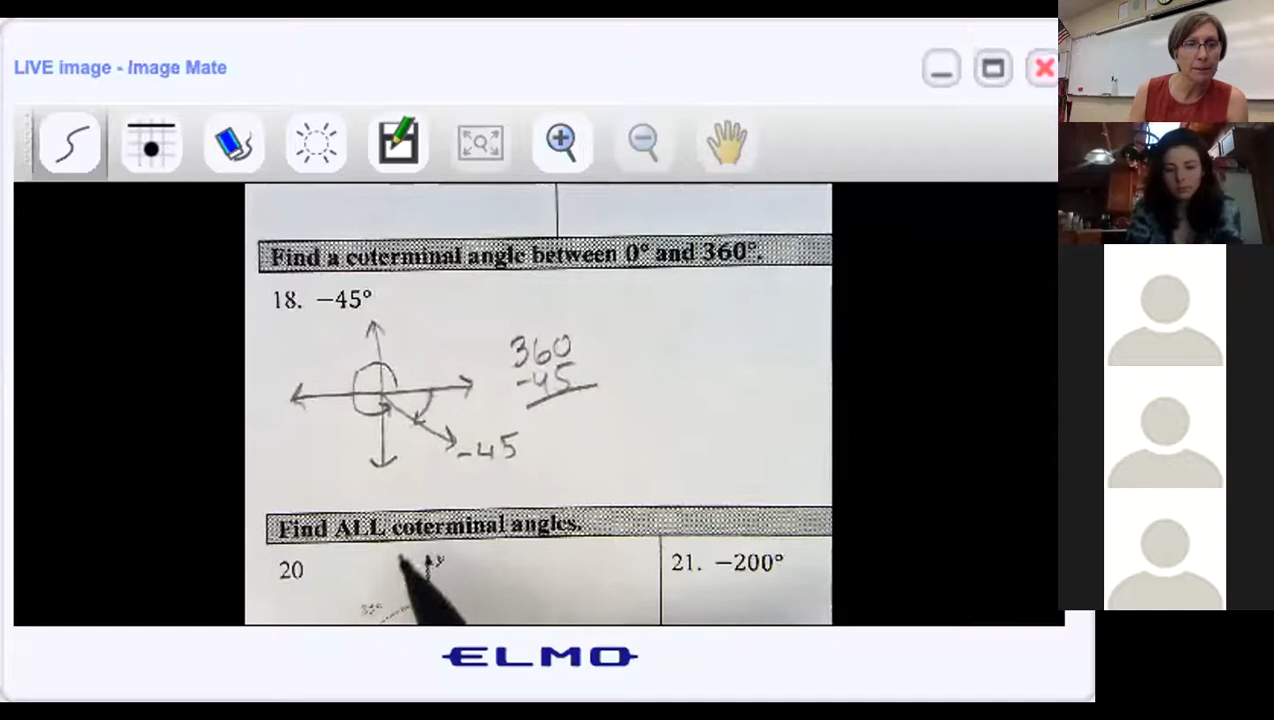 LIVE image - Image Mate
Find a coterminal angle between 0° and 360°.
18. −45°
360
-45
-45
Find ALL coterminal angles.
20
y
21. −200°
ELMO